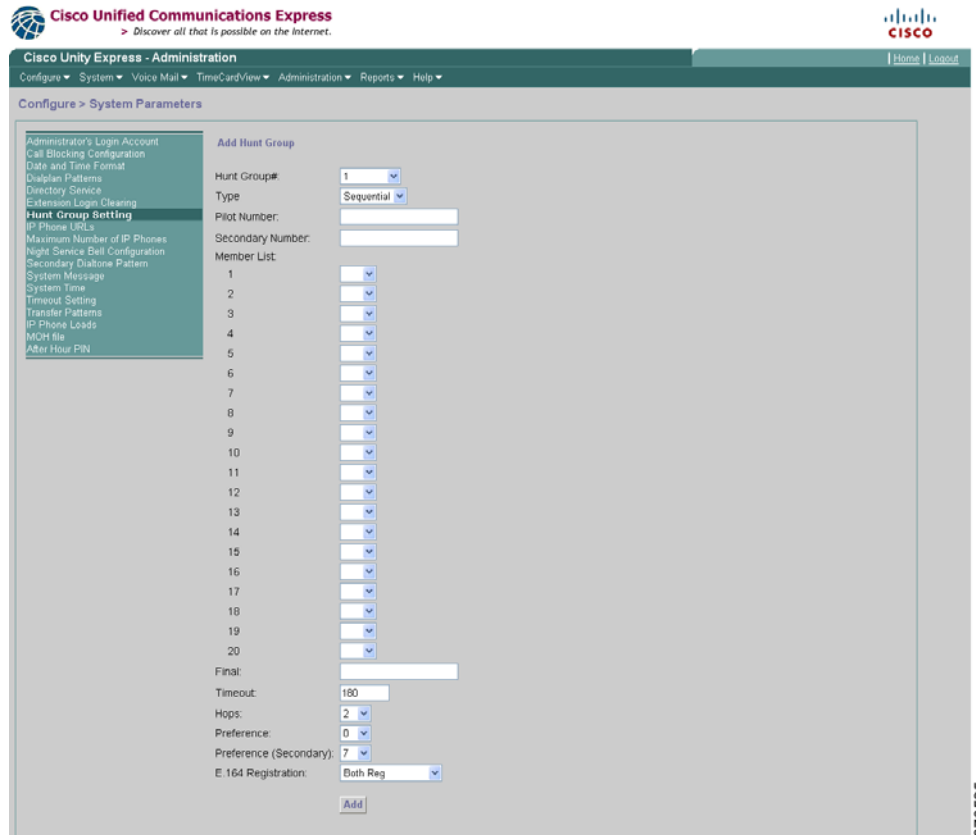 Cisco Unified Communications Express
> Discover all that is possible on the Internet.
CISCO
Cisco Unity Express - Administration
| Home | Logout
Configure System Voice Mail TimeCardView Administration Reports Help
Configure > System Parameters
Administrator's Login Account
Call Blocking Configuration
Date and Time Format
Dialplan Patterns
Directory Service
Extension Login Clearing
Hunt Group Setting
IP Phone URLs
Maximum Number of IP Phones
Night Service Bell Configuration
Secondary Dialtone Pattern
System Message
System Time
Timeout Setting
Transfer Patterns
IP Phone Loads
MOH file
After Hour PIN
Add Hunt Group
Hunt Group#: 1
Type Sequential
Pilot Number:
Secondary Number:
Member List:
1
2
3
4
5
6
7
8
9
10
11
12
13
14
15
16
17
18
19
20
Final:
Timeout: 180
Hops: 2
Preference: 0
Preference (Secondary): 7
E.164 Registration: Both Reg
Add